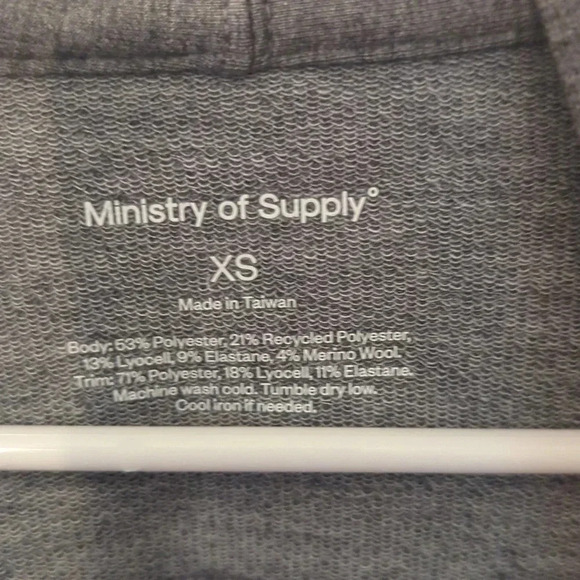 Ministry of Supply°
XS
Made in Taiwan
Body: 53% Polyester, 21% Recycled Polyester,
13% Lyocell, 9% Elastane, 4% Merino Wool.
Trim: 71% Polyester, 18% Lyocell, 11% Elastane.
Machine wash cold. Tumble dry low.
Cool iron if needed.